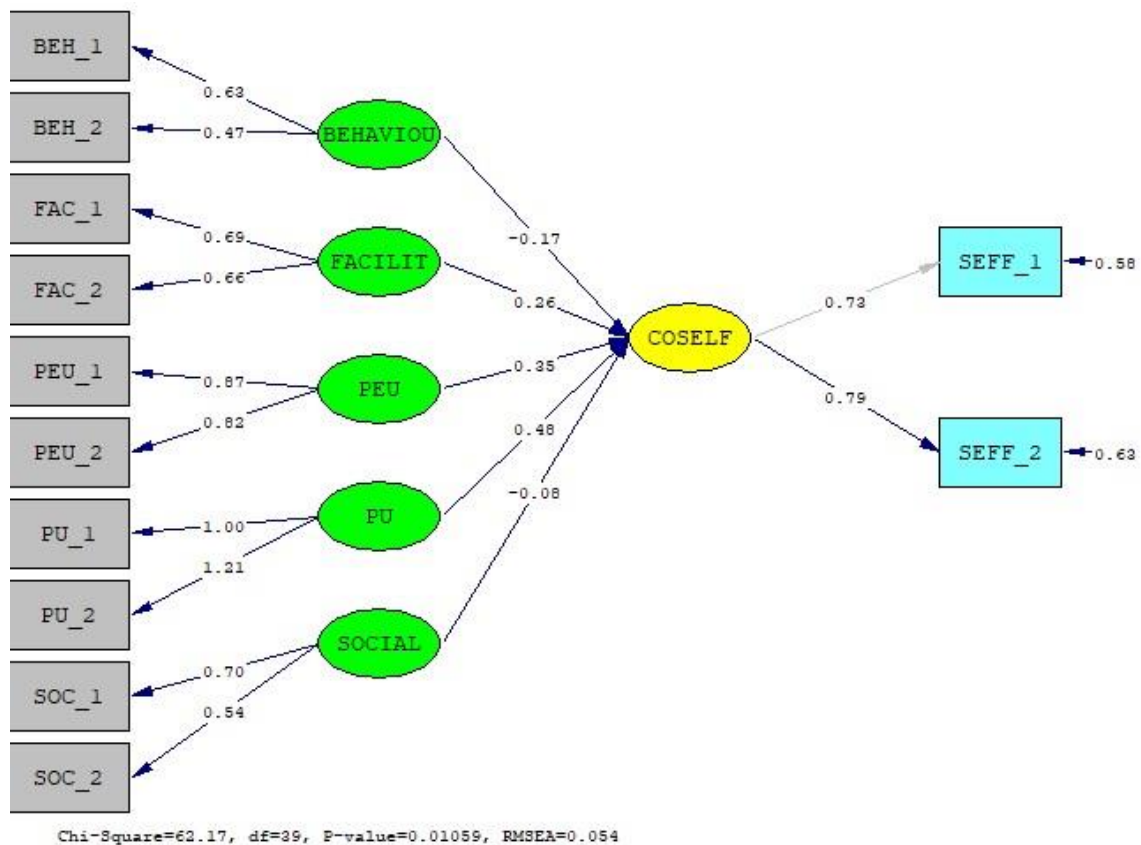 BEH_1
0.63
BEH_2
0.47
BEHAVIOU
FAC_1
0.69
FAC_2
0.66
FACILIT
PEU_1
0.87
PEU_2
0.82
PEU
PU_1
1.00
PU_2
1.21
PU
SOC_1
0.70
SOC_2
0.54
SOCIAL
-0.17
0.26
0.35
0.48
-0.08
COSELF
0.73
0.79
SEFF_1
0.58
SEFF_2
0.63
Chi-Square=62.17, df=39, P-value=0.01059, RMSEA=0.054